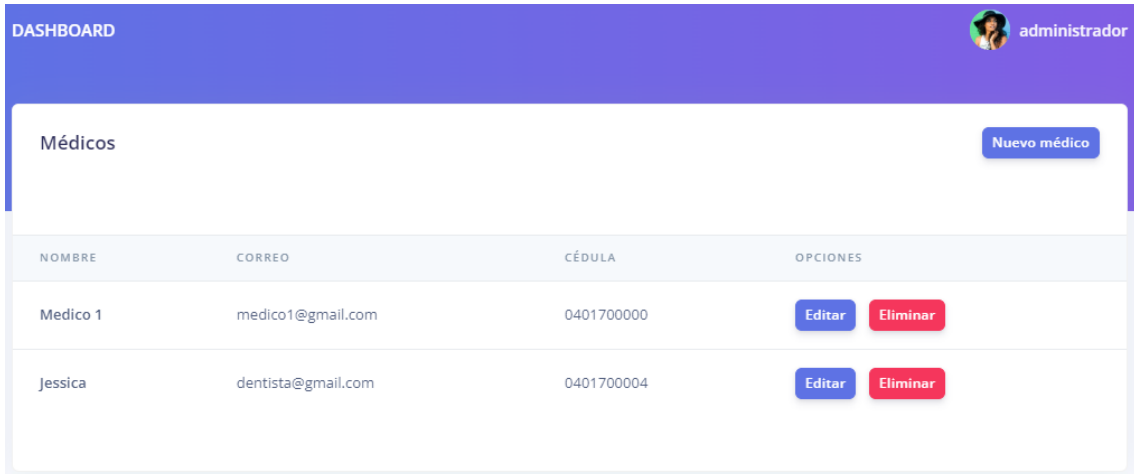 DASHBOARD administrador
Médicos Nuevo médico
NOMBRE CORREO CÉDULA OPCIONES
Medico 1 medico1@gmail.com 0401700000 Editar Eliminar
Jessica dentista@gmail.com 0401700004 Editar Eliminar